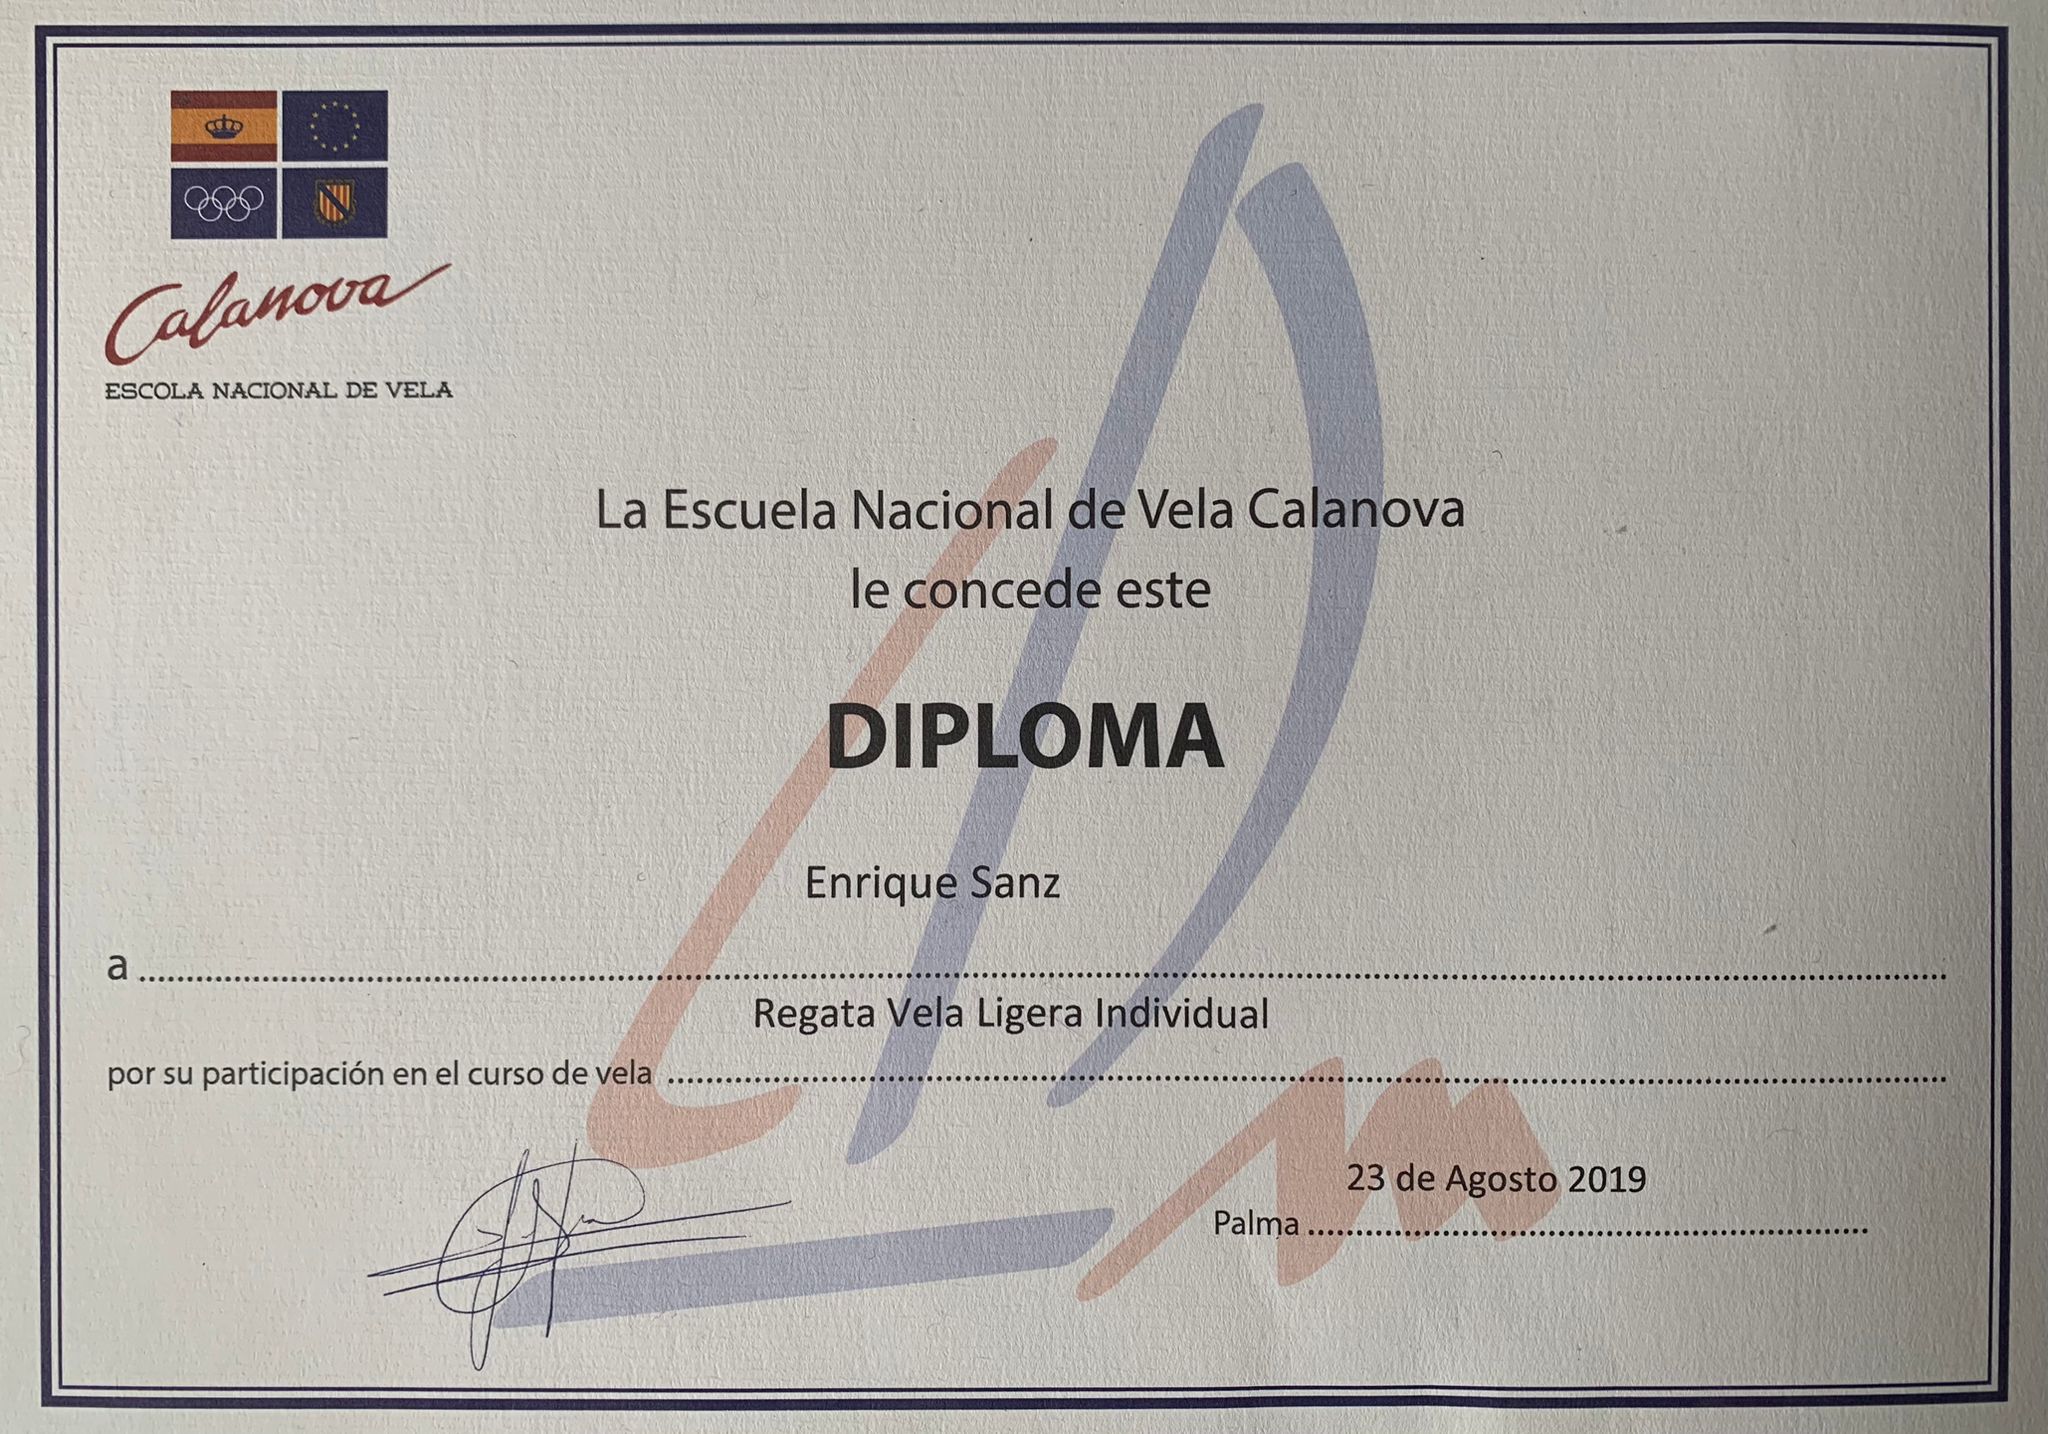 Calanova
ESCOLA NACIONAL DE VELA
La Escuela Nacional de Vela Calanova
le concede este
DIPLOMA
Enrique Sanz
a
Regata Vela Ligera Individual
por su participación en el curso de vela
23 de Agosto 2019
Palma